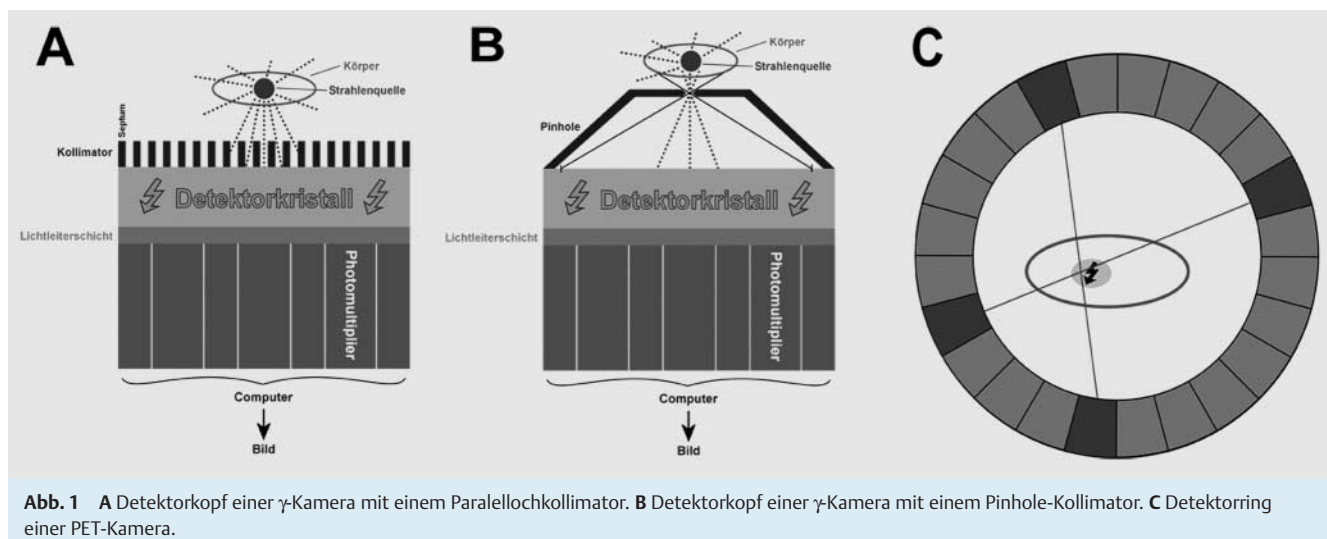 A
Körper
Strahlenquelle
Septum
Kollimator
Detektorkristall
Lichtleiterschicht
Photomultiplier
Computer
Bild
B
Körper
Strahlenquelle
Pinhole
Detektorkristall
Lichtleiterschicht
Photomultiplier
Computer
Bild
C
Abb. 1 A Detektorkopf einer γ-Kamera mit einem Paralellochkollimator. B Detektorkopf einer γ-Kamera mit einem Pinhole-Kollimator. C Detektorring
einer PET-Kamera.